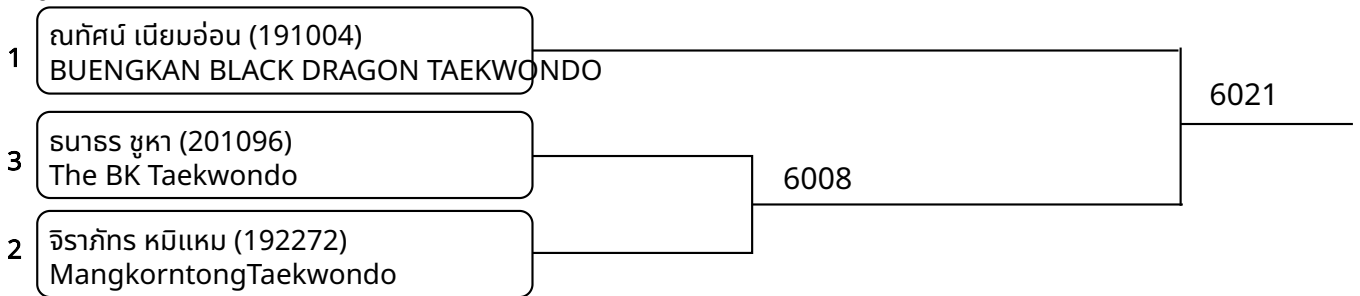 1
ณทัศน์ เนียมอ่อน (191004)
BUENGKAN BLACK DRAGON TAEKWONDO
6021
3
ธนาธร ชูหา (201096)
The BK Taekwondo
6008
2
จิราภัทร หมิแหม (192272)
MangkorntongTaekwondo